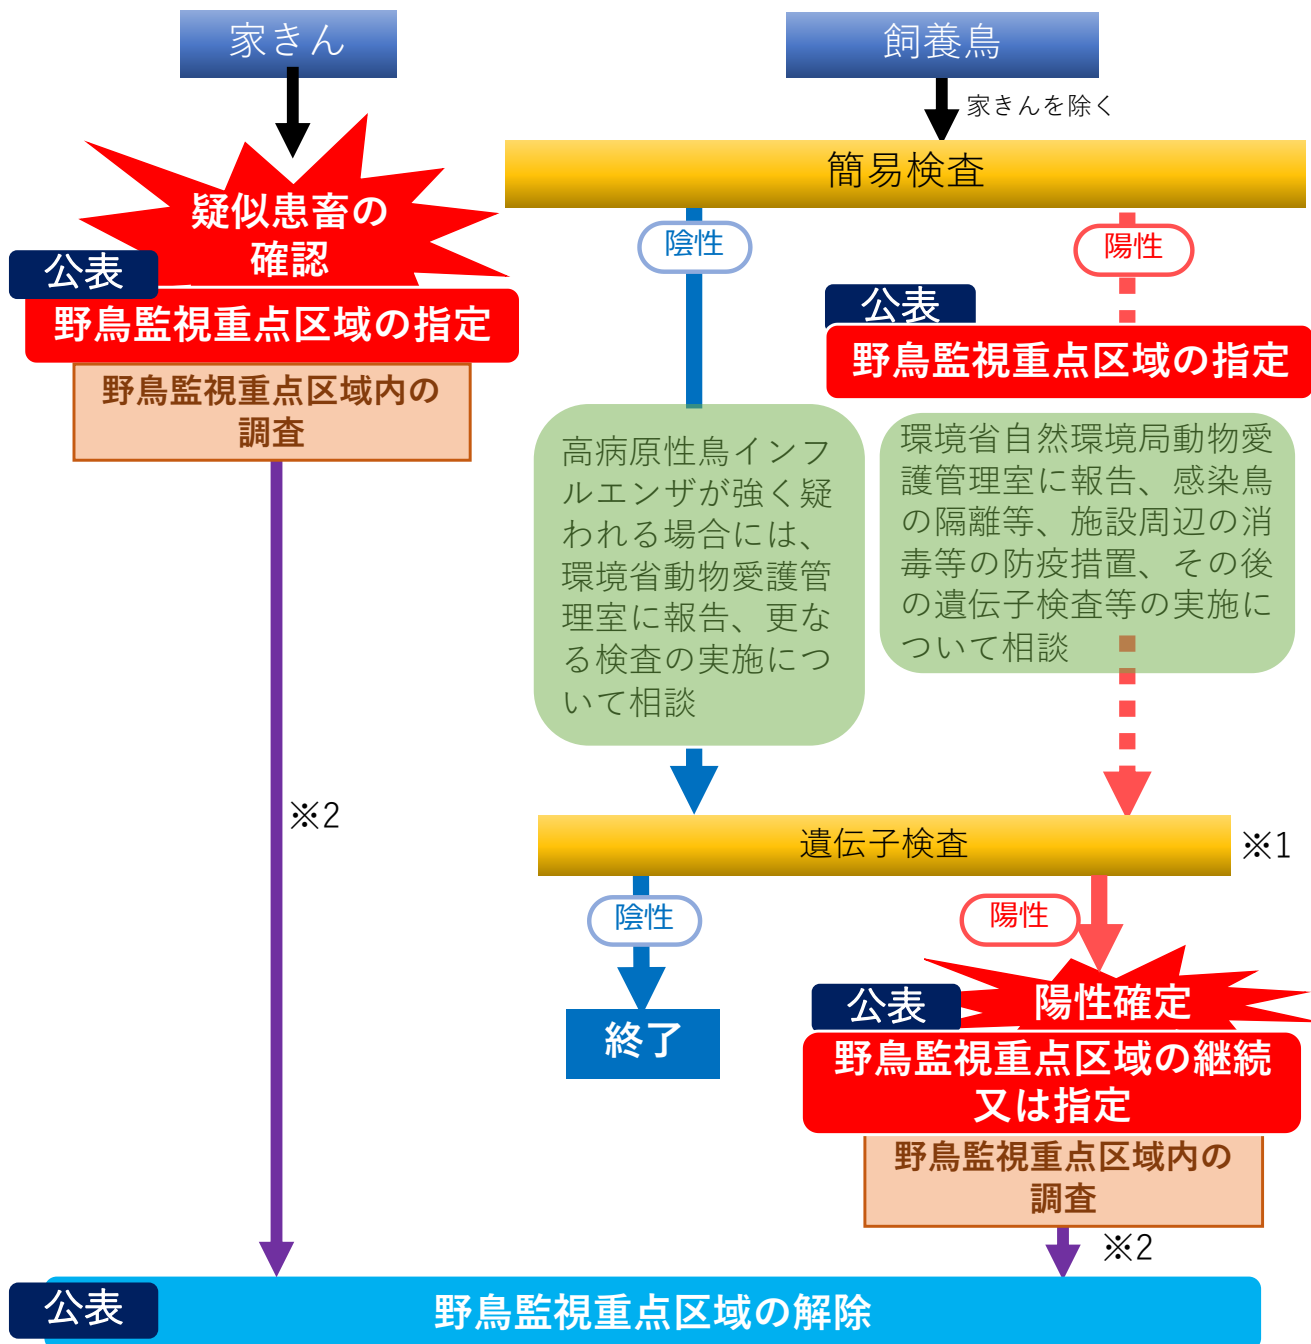 家きん
飼養鳥
家きんを除く
簡易検査
陰性
陽性
疑似患畜の
確認
公表
野鳥監視重点区域の指定
野鳥監視重点区域内の
調査
公表
野鳥監視重点区域の指定
高病原性鳥インフ
ルエンザが強く疑
われる場合には、
環境省動物愛護管
理室に報告、更な
る検査の実施につ
いて相談
環境省自然環境局動物愛
護管理室に報告、感染鳥
の隔離等、施設周辺の消
毒等の防疫措置、その後
の遺伝子検査等の実施に
ついて相談
※2
遺伝子検査
※1
陰性
陽性
終了
公表
陽性確定
野鳥監視重点区域の継続
又は指定
野鳥監視重点区域内の
調査
※2
公表
野鳥監視重点区域の解除